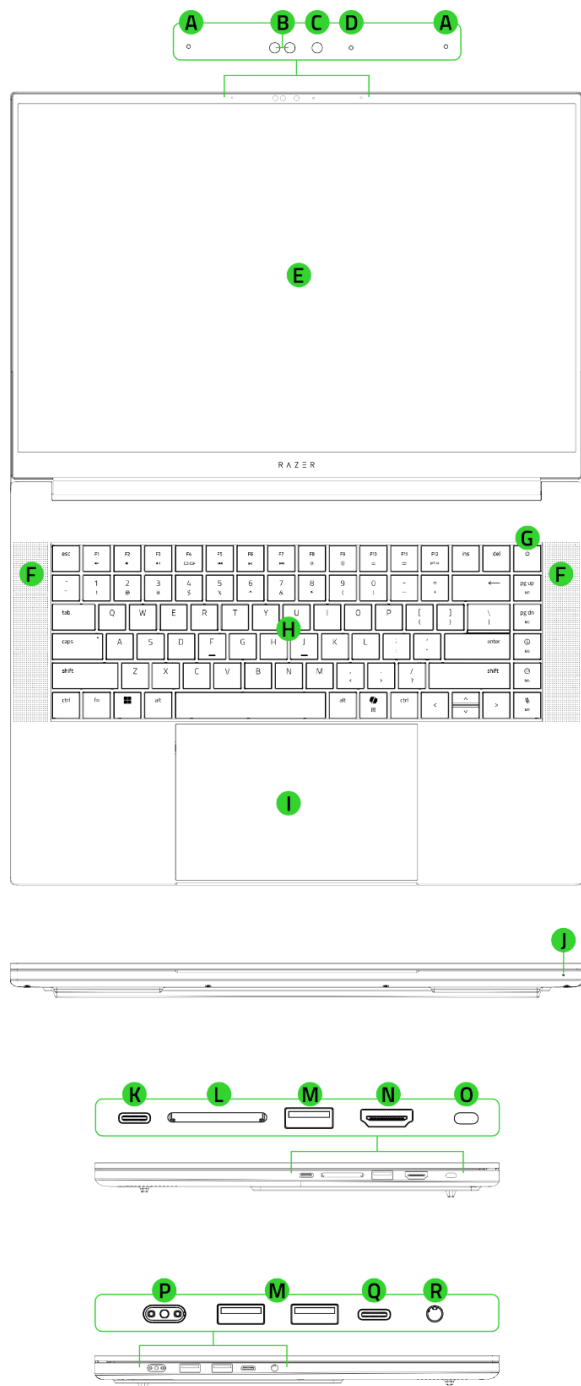 A B C D A
E
RAZER
G
F F
esc F1 F2 F3 F4 F5 F6 F7 F8 F9 F10 F11 F12 ins del
~ 1 2 3 4 5 6 7 8 9 0 - + ← pg up
! @ # $ % ^ & * ( )
tab Q W E R T Y U I O P [ ] \ pg dn
{ } |
H
caps A S D F G H J K L ; ' enter
shift Z X C V B N M , . / shift
< > ?
ctrl fn alt alt ctrl < ^ >
I
J
K L M N O
P M Q R